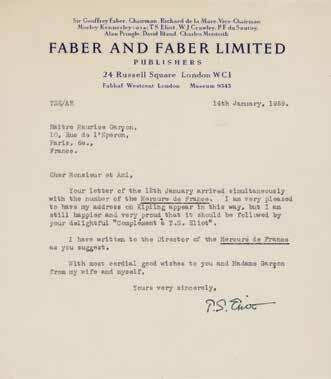 Sir Geoffrey Faber, Chairman Richard de la Mare, Vice-Chairman
Morley Kennerley (U.S.A.) T.S. Eliot W.J. Crawley P.F. du Sautoy
Alan Pringle David Bland Charles Monteith
FABER AND FABER LIMITED
PUBLISHERS
24 Russell Square London WC1
Fabbaf Westcent London Museum 9543
TSE/AH
14th January, 1959.
Maître Maurice Garçon,
10, Rue de l'Eperon,
Paris, 6e.,
France.
Cher Monsieur et Ami,
Your letter of the 12th January arrived simultaneously
with the number of the Mercure de France. I am very pleased
to have my address on Kipling appear in this way, but I am
still happier and very proud that it should be followed by
your delightful "Complément à T.S. Eliot".
I have written to the Director of the Mercure de France
as you suggest.
With most cordial good wishes to you and Madame Garçon
from my wife and myself,
Yours very sincerely,
T.S. Eliot